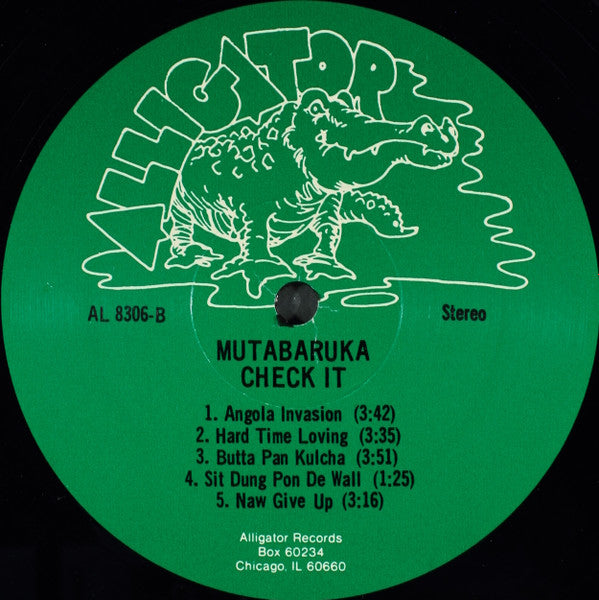 ALLIGATOR
AL 8306-B
Stereo
MUTABARUKA
CHECK IT
1. Angola Invasion (3:42)
2. Hard Time Loving (3:35)
3. Butta Pan Kulcha (3:51)
4. Sit Dung Pon De Wall (1:25)
5. Naw Give Up (3:16)
Alligator Records
Box 60234
Chicago, IL 60660